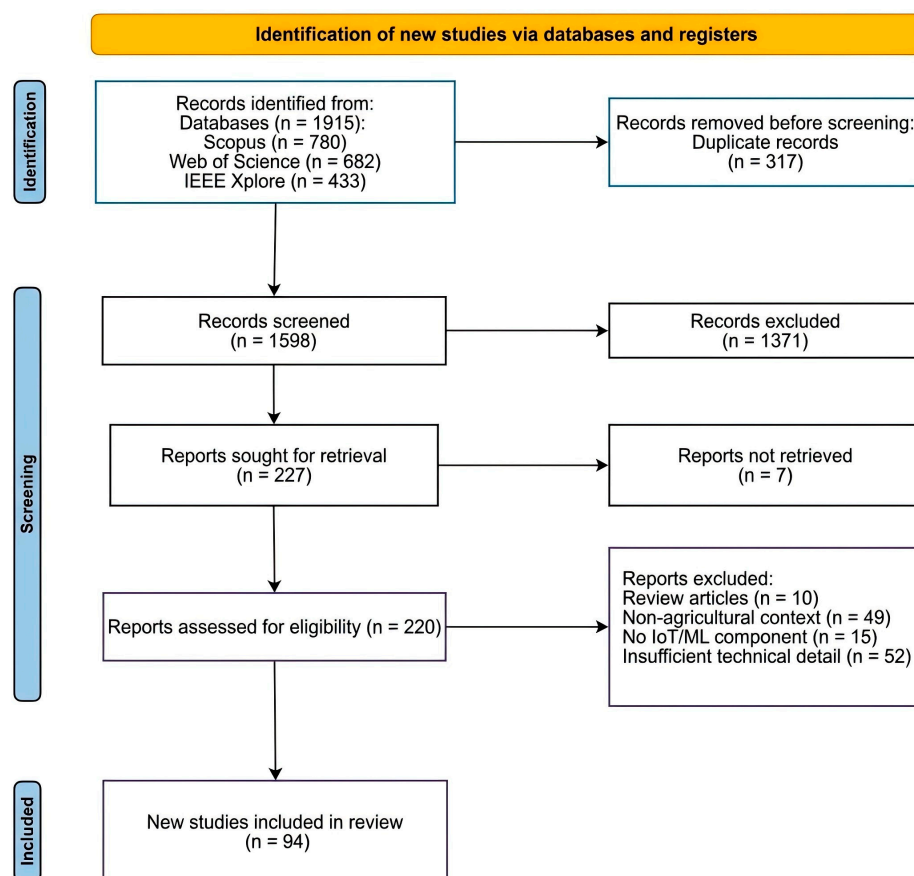 Identification of new studies via databases and registers
Identification
Records identified from:
Databases (n = 1915):
Scopus (n = 780)
Web of Science (n = 682)
IEEE Xplore (n = 433)
Records removed before screening:
Duplicate records
(n = 317)
Screening
Records screened
(n = 1598)
Records excluded
(n = 1371)
Reports sought for retrieval
(n = 227)
Reports not retrieved
(n = 7)
Reports assessed for eligibility (n = 220)
Reports excluded:
Review articles (n = 10)
Non-agricultural context (n = 49)
No IoT/ML component (n = 15)
Insufficient technical detail (n = 52)
Included
New studies included in review
(n = 94)